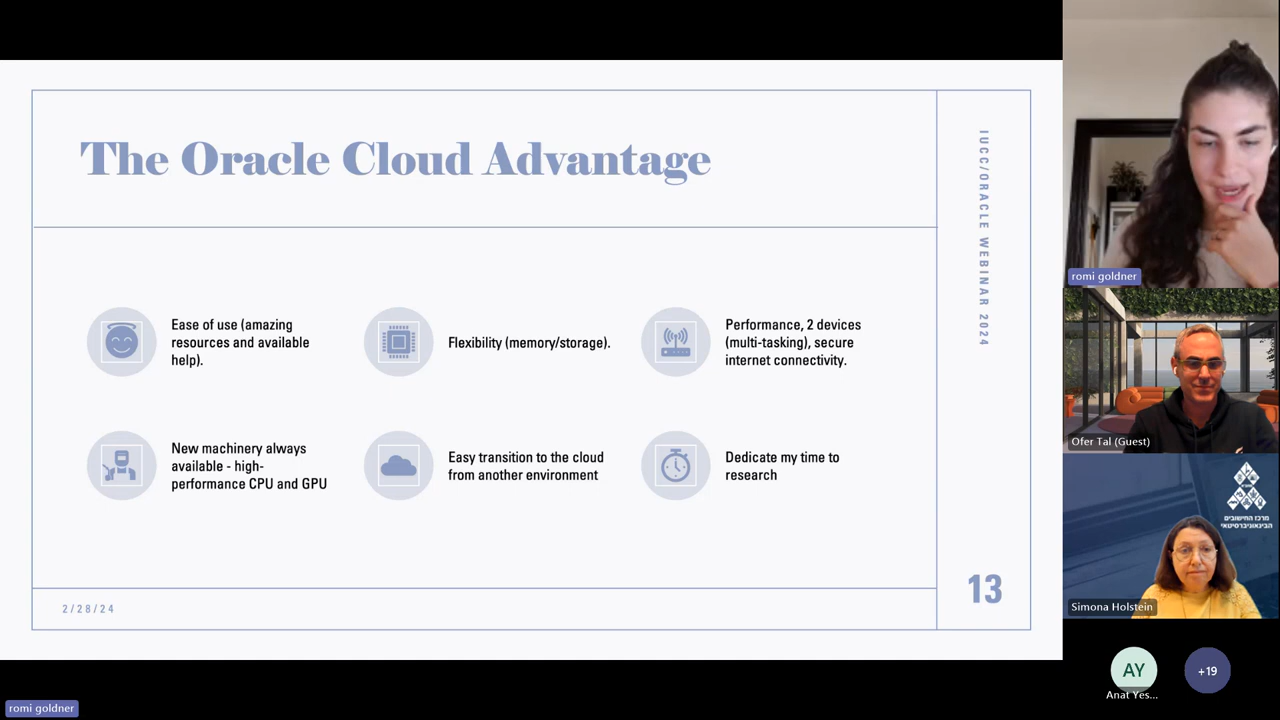 The Oracle Cloud Advantage
IUCC/ORACLE WEBINAR 2024
Ease of use (amazing
resources and available
help).
Flexibility (memory/storage).
Performance, 2 devices
(multi-tasking), secure
internet connectivity.
New machinery always
available - high-
performance CPU and GPU
Easy transition to the cloud
from another environment
Dedicate my time to
research
2/28/24
13
romi goldner
Ofer Tal (Guest)
מרכז החישובים
הבינאוניברסיטאי
Simona Holstein
AY
Anat Yes...
+19
romi goldner